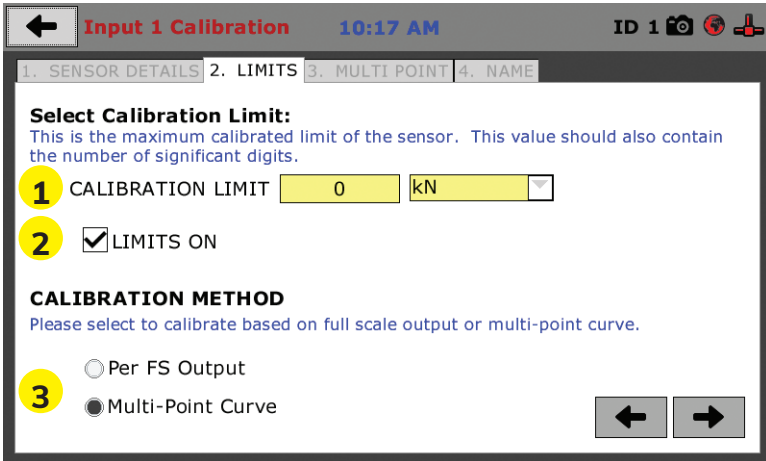 Input 1 Calibration 10:17 AM ID 1
1. SENSOR DETAILS 2. LIMITS 3. MULTI POINT 4. NAME
Select Calibration Limit:
This is the maximum calibrated limit of the sensor. This value should also contain
the number of significant digits.
1 CALIBRATION LIMIT 0 kN
2 LIMITS ON
CALIBRATION METHOD
Please select to calibrate based on full scale output or multi-point curve.
Per FS Output
3
Multi-Point Curve